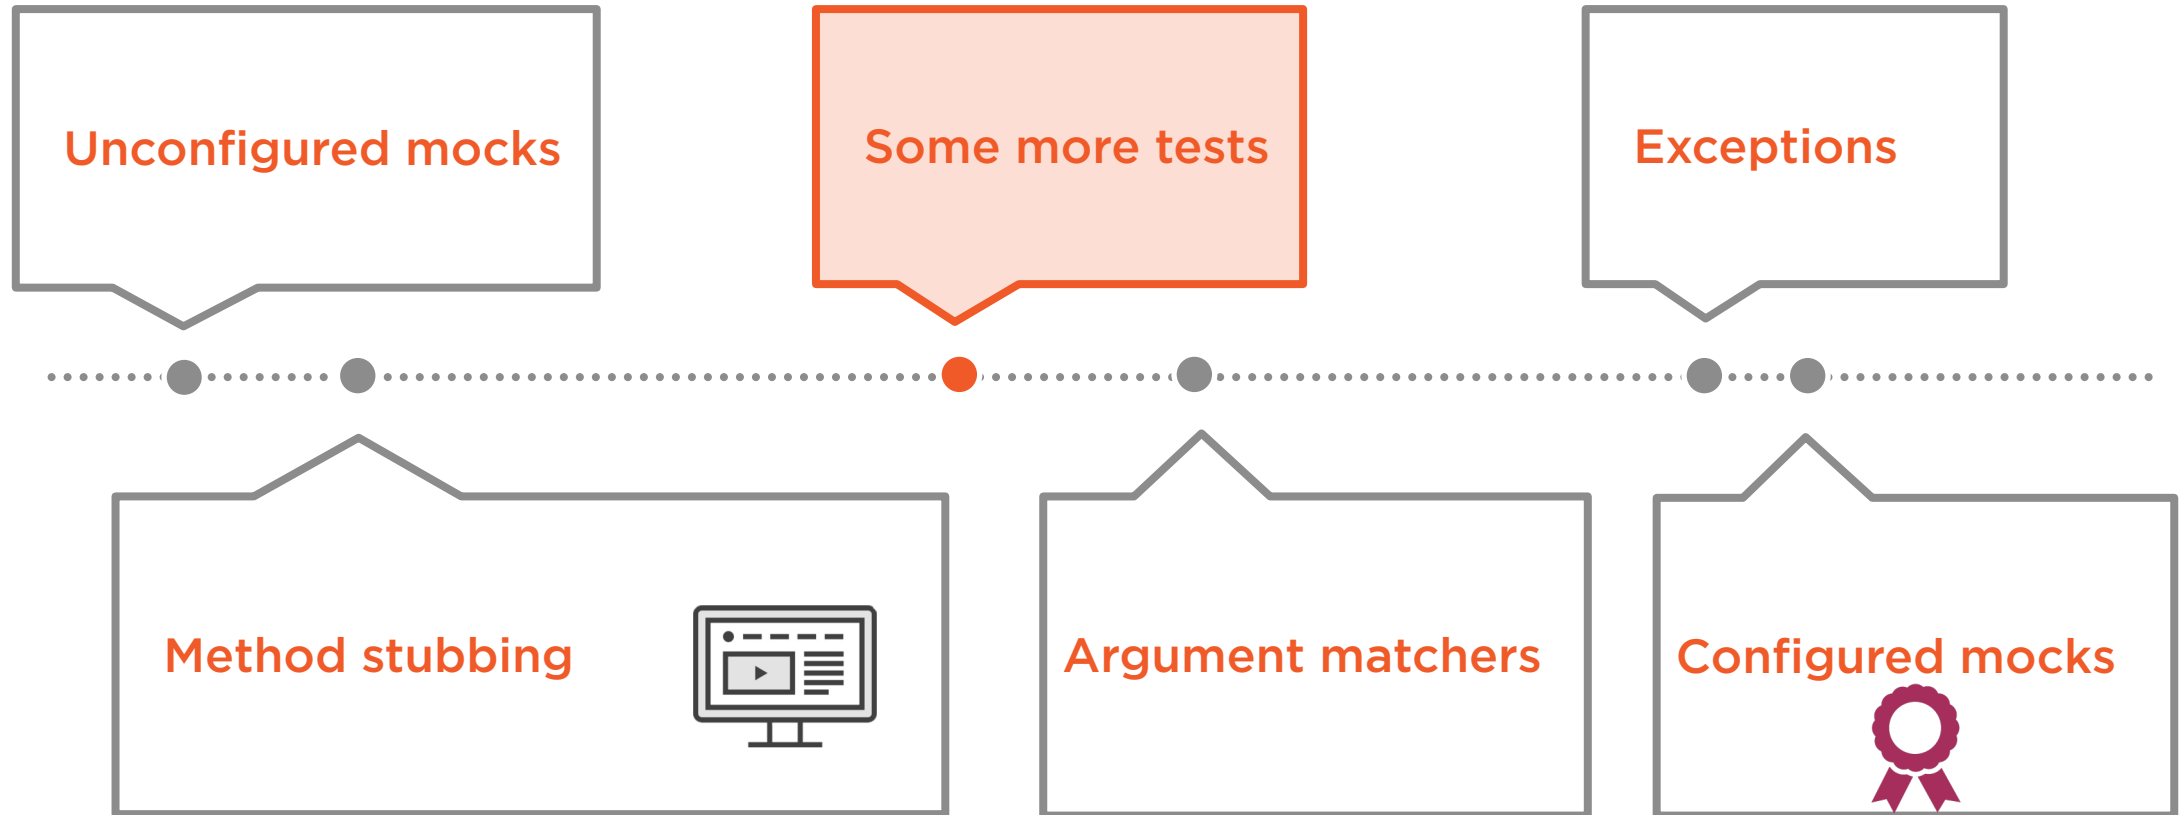 Unconfigured mocks
Some more tests
Exceptions
Method stubbing
Argument matchers
Configured mocks